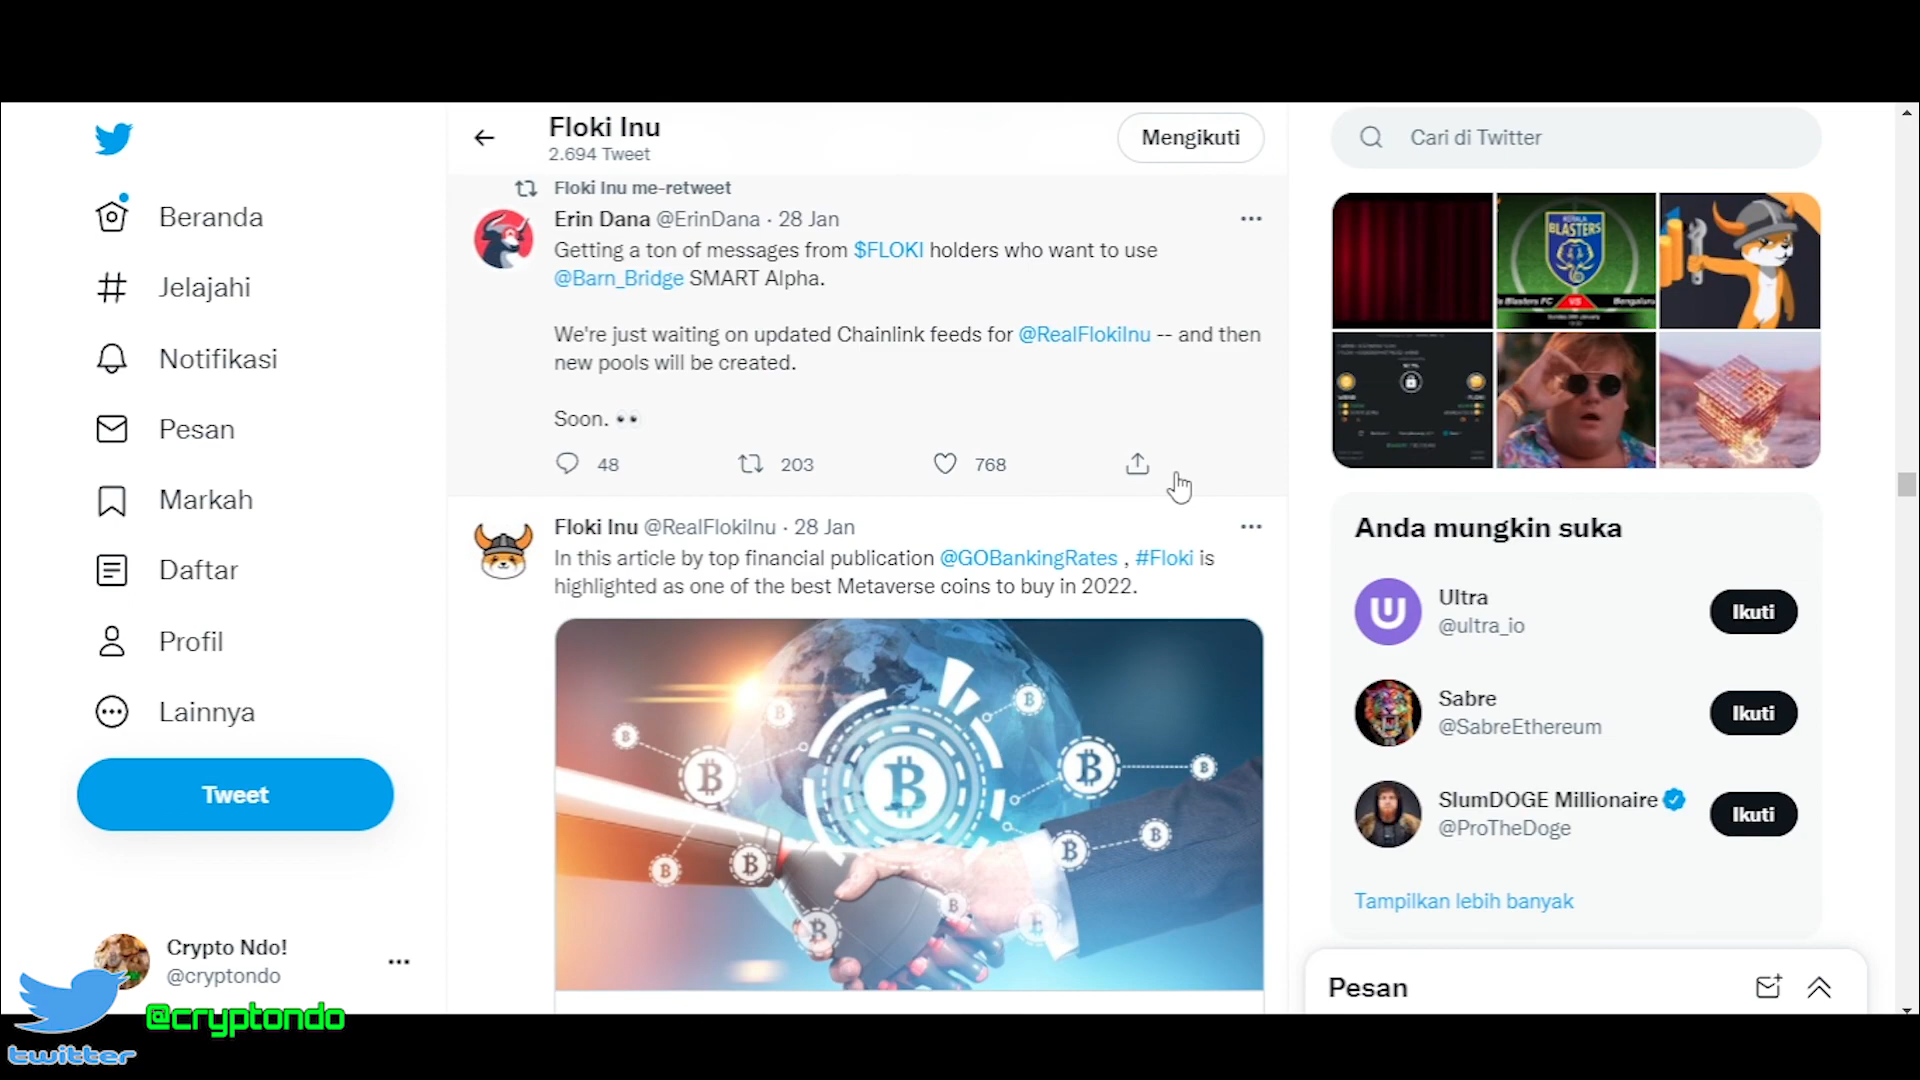 Floki Inu
2.694 Tweet
Mengikuti
Cari di Twitter
Beranda
Jelajahi
Notifikasi
Pesan
Markah
Daftar
Profil
Lainnya
Tweet
Crypto Ndo!
@cryptondo
@cryptondo
twitter
Floki Inu me-retweet
Erin Dana @ErinDana · 28 Jan
Getting a ton of messages from $FLOKI holders who want to use
@Barn_Bridge SMART Alpha.
We're just waiting on updated Chainlink feeds for @RealFlokiInu -- and then
new pools will be created.
Soon. 👀
48 203 768
Floki Inu @RealFlokiInu · 28 Jan
In this article by top financial publication @GOBankingRates , #Floki is
highlighted as one of the best Metaverse coins to buy in 2022.
KERALA
BLASTERS
VS
Anda mungkin suka
Ultra
@ultra_io
Ikuti
Sabre
@SabreEthereum
Ikuti
SlumDOGE Millionaire
@ProTheDoge
Ikuti
Tampilkan lebih banyak
Pesan